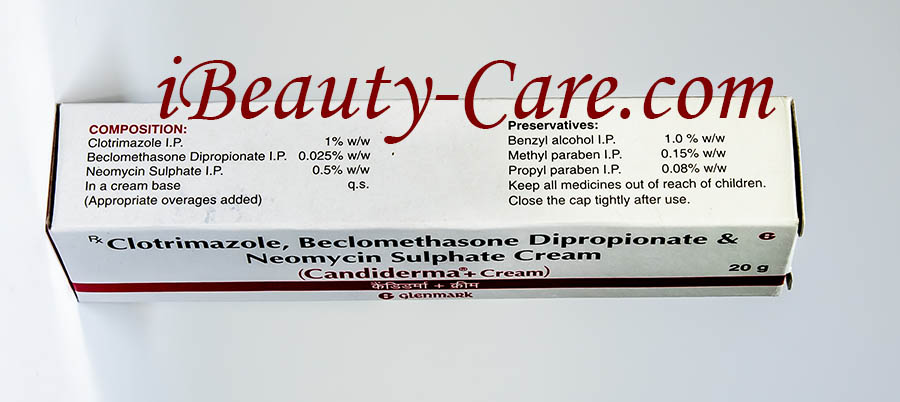 iBeauty-Care.com
COMPOSITION:
Clotrimazole I.P. 1% w/w
Beclomethasone Dipropionate I.P. 0.025% w/w
Neomycin Sulphate I.P. 0.5% w/w
In a cream base q.s.
(Appropriate overages added)
Preservatives:
Benzyl alcohol I.P. 1.0 % w/w
Methyl paraben I.P. 0.15% w/w
Propyl paraben I.P. 0.08% w/w
Keep all medicines out of reach of children.
Close the cap tightly after use.
℞ Clotrimazole, Beclomethasone Dipropionate &
Neomycin Sulphate Cream
(Candiderma®+ Cream)
20 g
कॅंडिडर्मा + क्रीम
glenmark